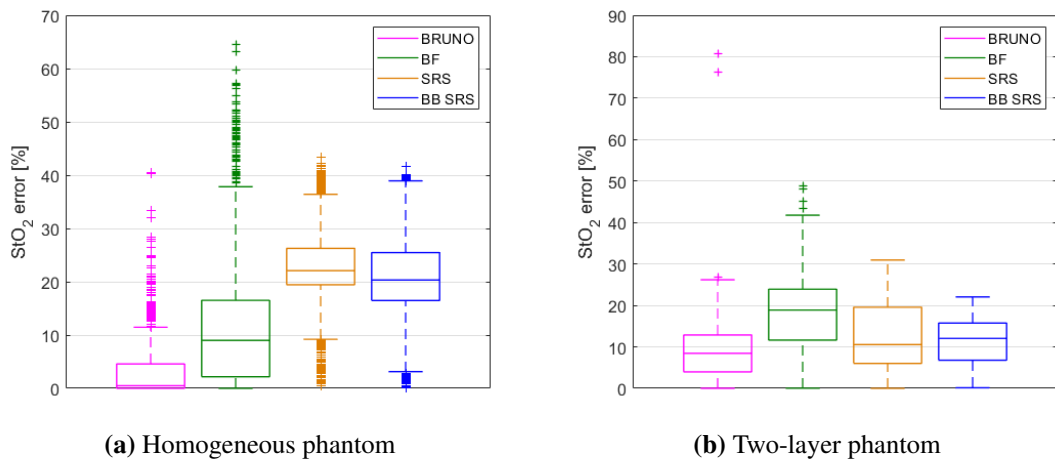 70
60
50
40
30
20
10
0
StO₂ error [%]
BRUNO
BF
SRS
BB SRS
(a) Homogeneous phantom
90
80
70
60
50
40
30
20
10
0
StO₂ error [%]
BRUNO
BF
SRS
BB SRS
(b) Two-layer phantom